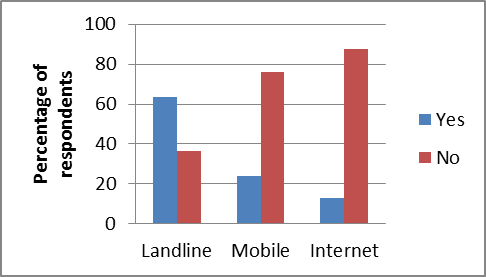 100
80
60
40
20
0
Percentage of
respondents
Landline Mobile Internet
Yes
No